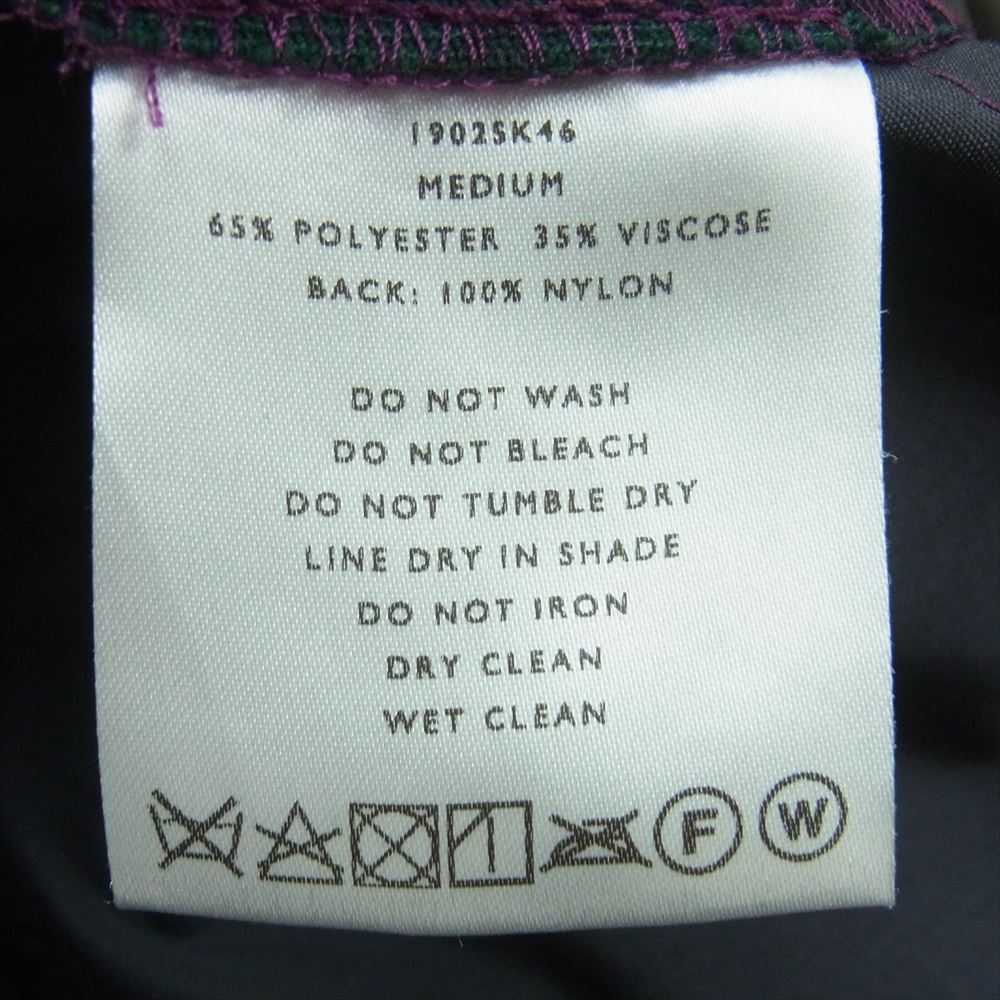 1902SK46
MEDIUM
65% POLYESTER 35% VISCOSE
BACK: 100% NYLON
DO NOT WASH
DO NOT BLEACH
DO NOT TUMBLE DRY
LINE DRY IN SHADE
DO NOT IRON
DRY CLEAN
WET CLEAN
F W